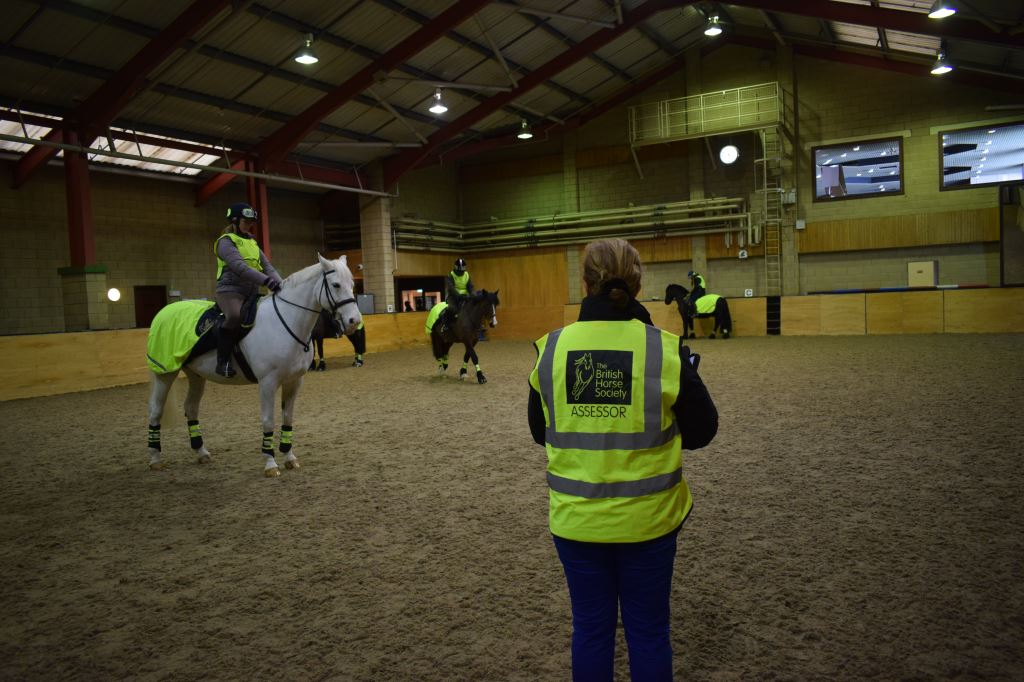 The
British
Horse
Society
ASSESSOR